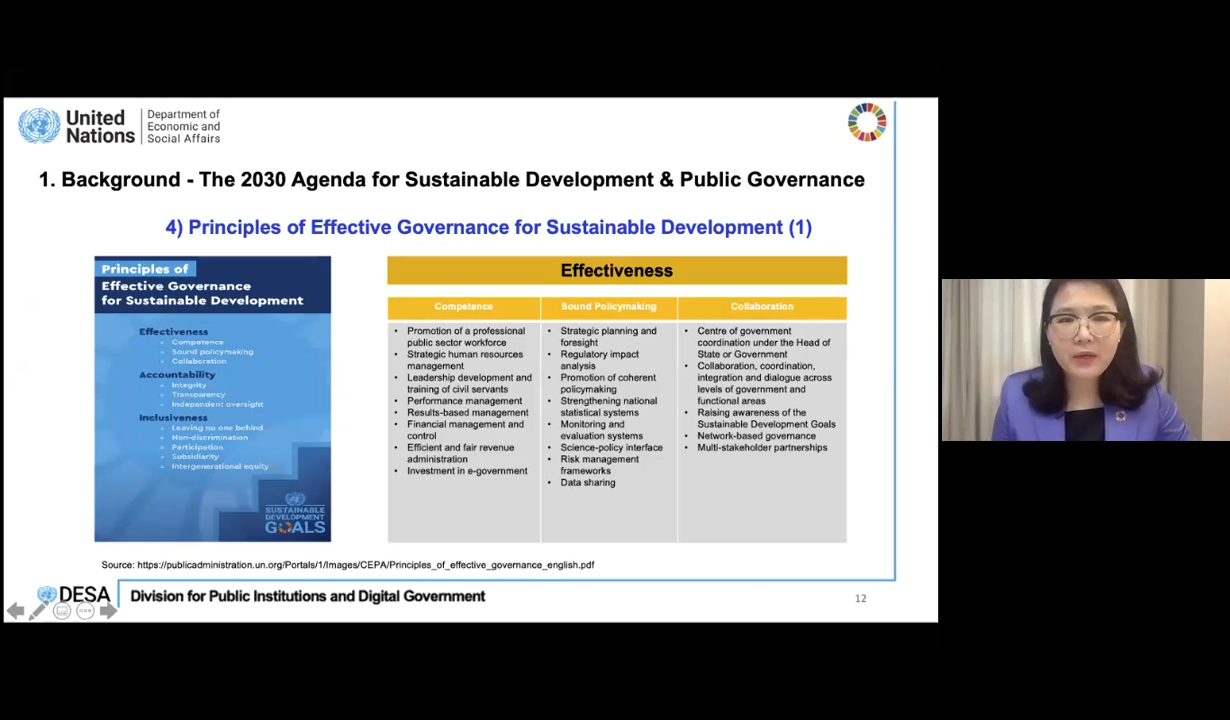 United
Nations
Department of
Economic and
Social Affairs
1. Background - The 2030 Agenda for Sustainable Development & Public Governance
4) Principles of Effective Governance for Sustainable Development (1)
Principles of
Effective Governance
for Sustainable Development
Effectiveness
Competence
Sound policymaking
Collaboration
Accountability
Integrity
Transparency
Independent oversight
Inclusiveness
Leaving no one behind
Non-discrimination
Participation
Subsidiarity
Intergenerational equity
SUSTAINABLE
DEVELOPMENT
GOALS
Effectiveness
Competence
• Promotion of a professional
public sector workforce
• Strategic human resources
management
• Leadership development and
training of civil servants
• Performance management
• Results-based management
• Financial management and
control
• Efficient and fair revenue
administration
• Investment in e-government
Sound Policymaking
• Strategic planning and
foresight
• Regulatory impact
analysis
• Promotion of coherent
policymaking
• Strengthening national
statistical systems
• Monitoring and
evaluation systems
• Science-policy interface
• Risk management
frameworks
• Data sharing
Collaboration
• Centre of government
coordination under the Head of
State or Government
• Collaboration, coordination,
integration and dialogue across
levels of government and
functional areas
• Raising awareness of the
Sustainable Development Goals
• Network-based governance
• Multi-stakeholder partnerships
Source: https://publicadministration.un.org/Portals/1/Images/CEPA/Principles_of_effective_governance_english.pdf
DESA
Division for Public Institutions and Digital Government
12